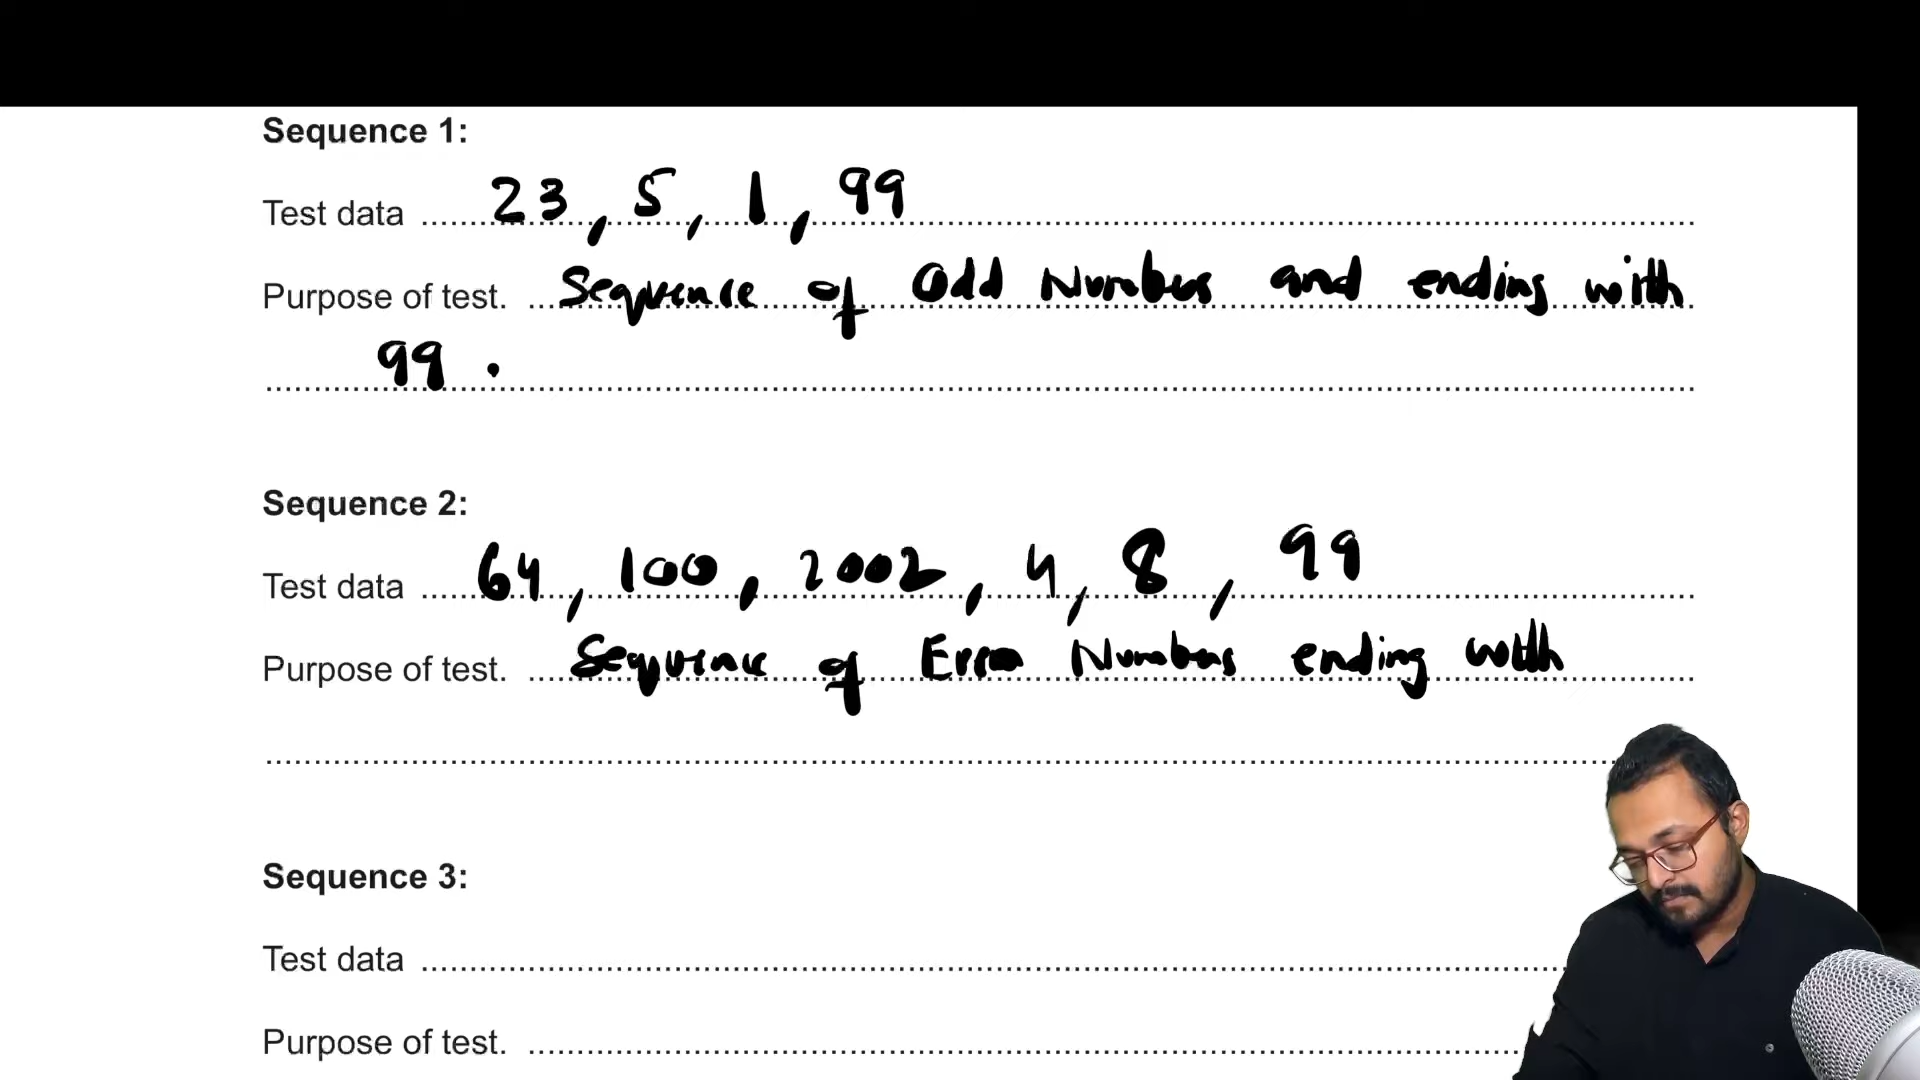 Sequence 1:
Test data 23, 5, 1, 99
Purpose of test. Sequence of Odd Numbers and ending with
99.
Sequence 2:
Test data 64, 100, 2002, 4, 8, 99
Purpose of test. Sequence of Numbers ending with
Sequence 3:
Test data
Purpose of test.